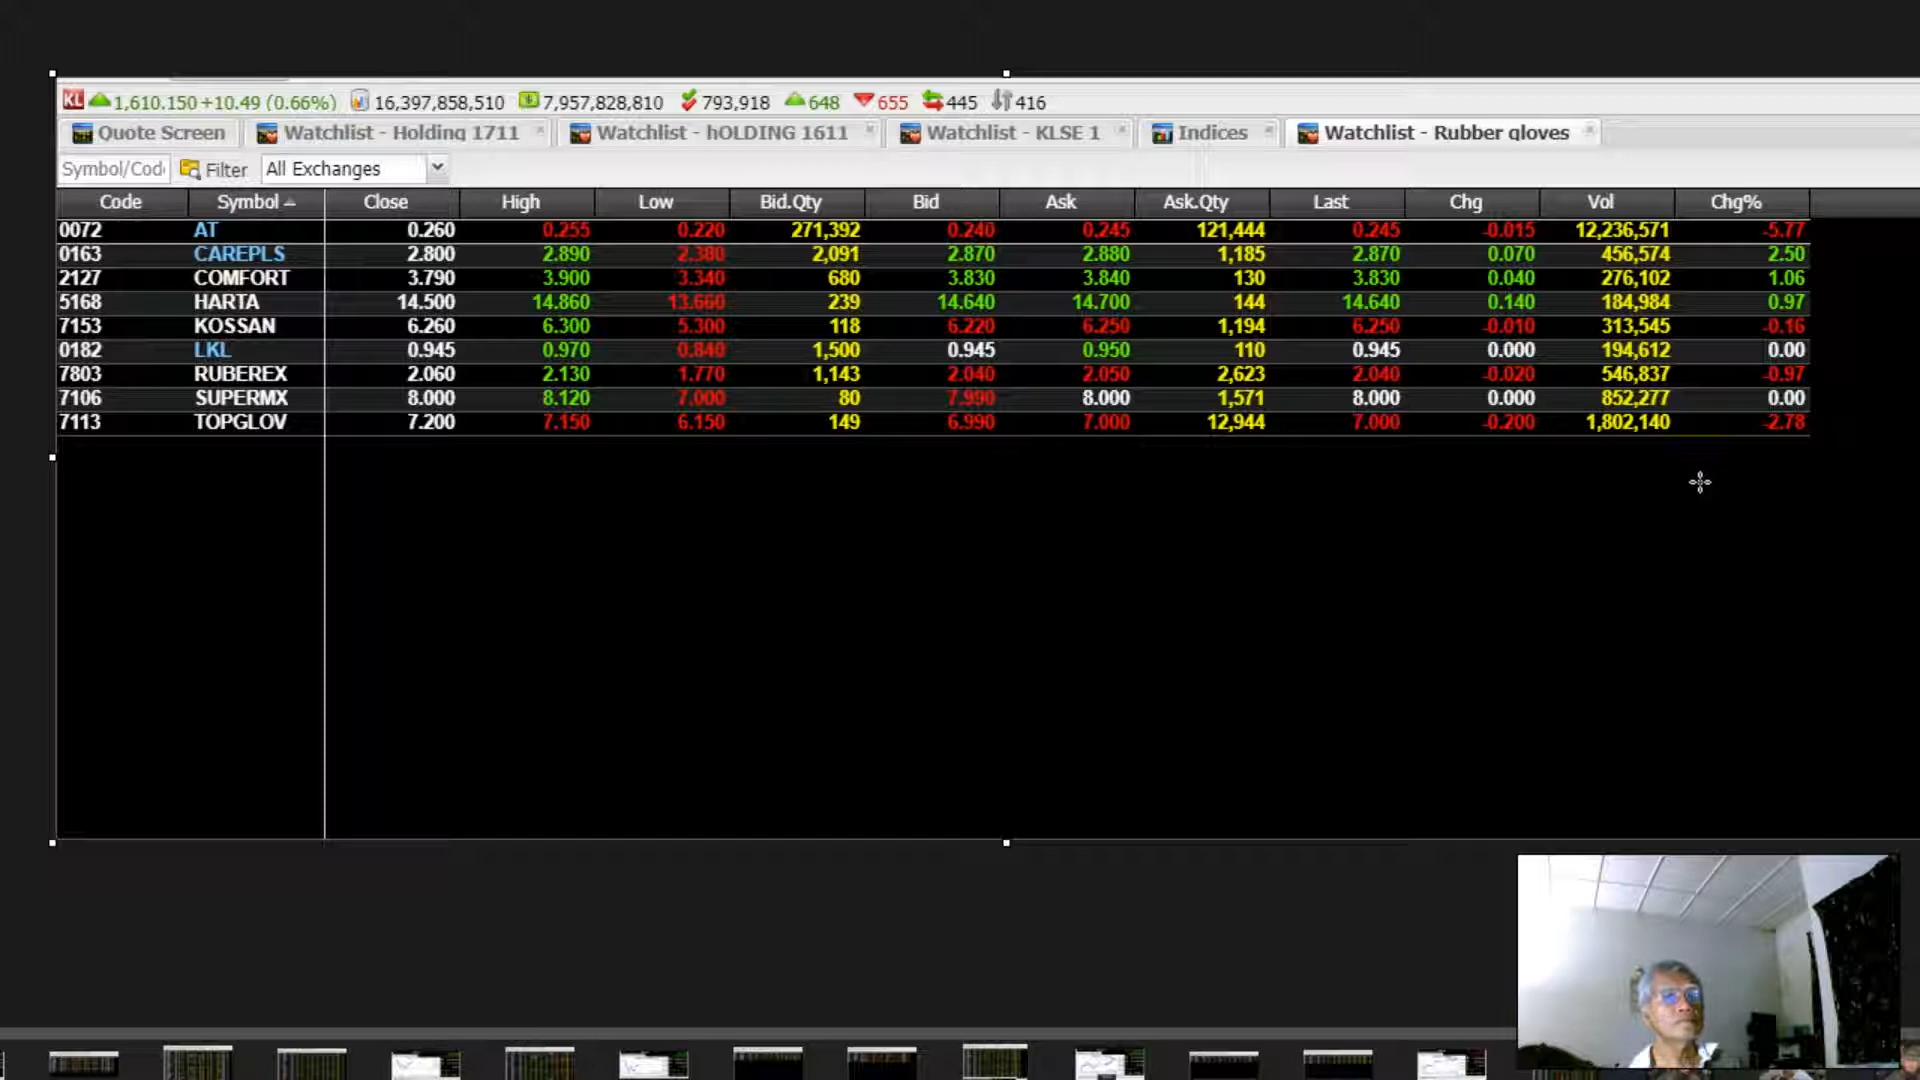 KL 1,610.150 +10.49 (0.66%) 16,397,858,510 7,957,828,810 793,918 648 655 445 416
Quote Screen Watchlist - Holding 1711 Watchlist - hOLDING 1611 Watchlist - KLSE 1 Indices Watchlist - Rubber gloves
Symbol/Cod Filter All Exchanges
Code Symbol Close High Low Bid.Qty Bid Ask Ask.Qty Last Chg Vol Chg%
0072 AT 0.260 0.255 0.220 271,392 0.240 0.245 121,444 0.245 -0.015 12,236,571 -5.77
0163 CAREPLS 2.800 2.890 2.380 2,091 2.870 2.880 1,185 2.870 0.070 456,574 2.50
2127 COMFORT 3.790 3.900 3.340 680 3.830 3.840 130 3.830 0.040 276,102 1.06
5168 HARTA 14.500 14.860 13.660 239 14.640 14.700 144 14.640 0.140 184,984 0.97
7153 KOSSAN 6.260 6.300 5.300 118 6.220 6.250 1,194 6.250 -0.010 313,545 -0.16
0182 LKL 0.945 0.970 0.840 1,500 0.945 0.950 110 0.945 0.000 194,612 0.00
7803 RUBEREX 2.060 2.130 1.770 1,143 2.040 2.050 2,623 2.040 -0.020 546,837 -0.97
7106 SUPERMX 8.000 8.120 7.000 80 7.990 8.000 1,571 8.000 0.000 852,277 0.00
7113 TOPGLOV 7.200 7.150 6.150 149 6.990 7.000 12,944 7.000 -0.200 1,802,140 -2.78